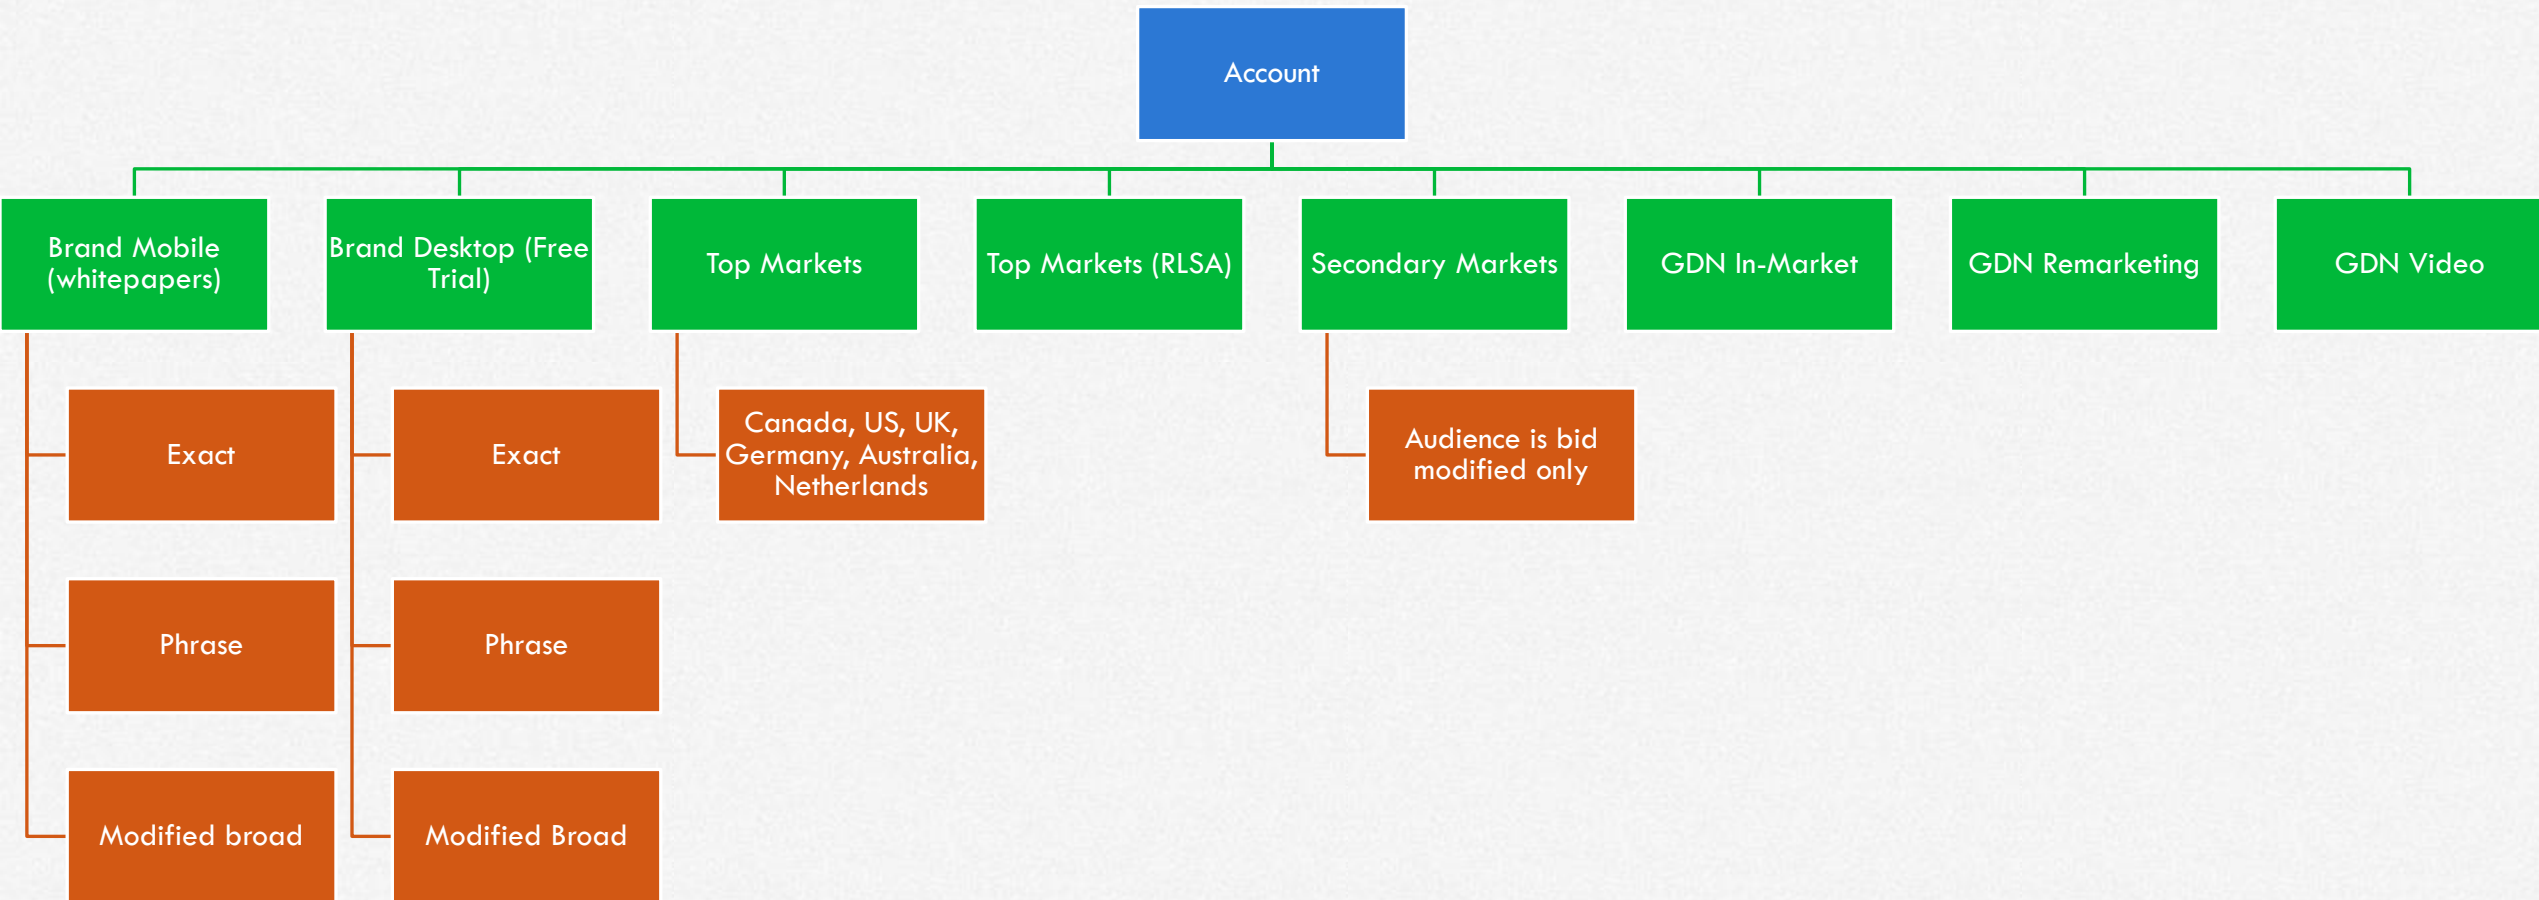 Account
Brand Mobile
(whitepapers)
Brand Desktop (Free
Trial)
Top Markets
Top Markets (RLSA)
Secondary Markets
GDN In-Market
GDN Remarketing
GDN Video
Exact
Exact
Canada, US, UK,
Germany, Australia,
Netherlands
Audience is bid
modified only
Phrase
Phrase
Modified broad
Modified Broad